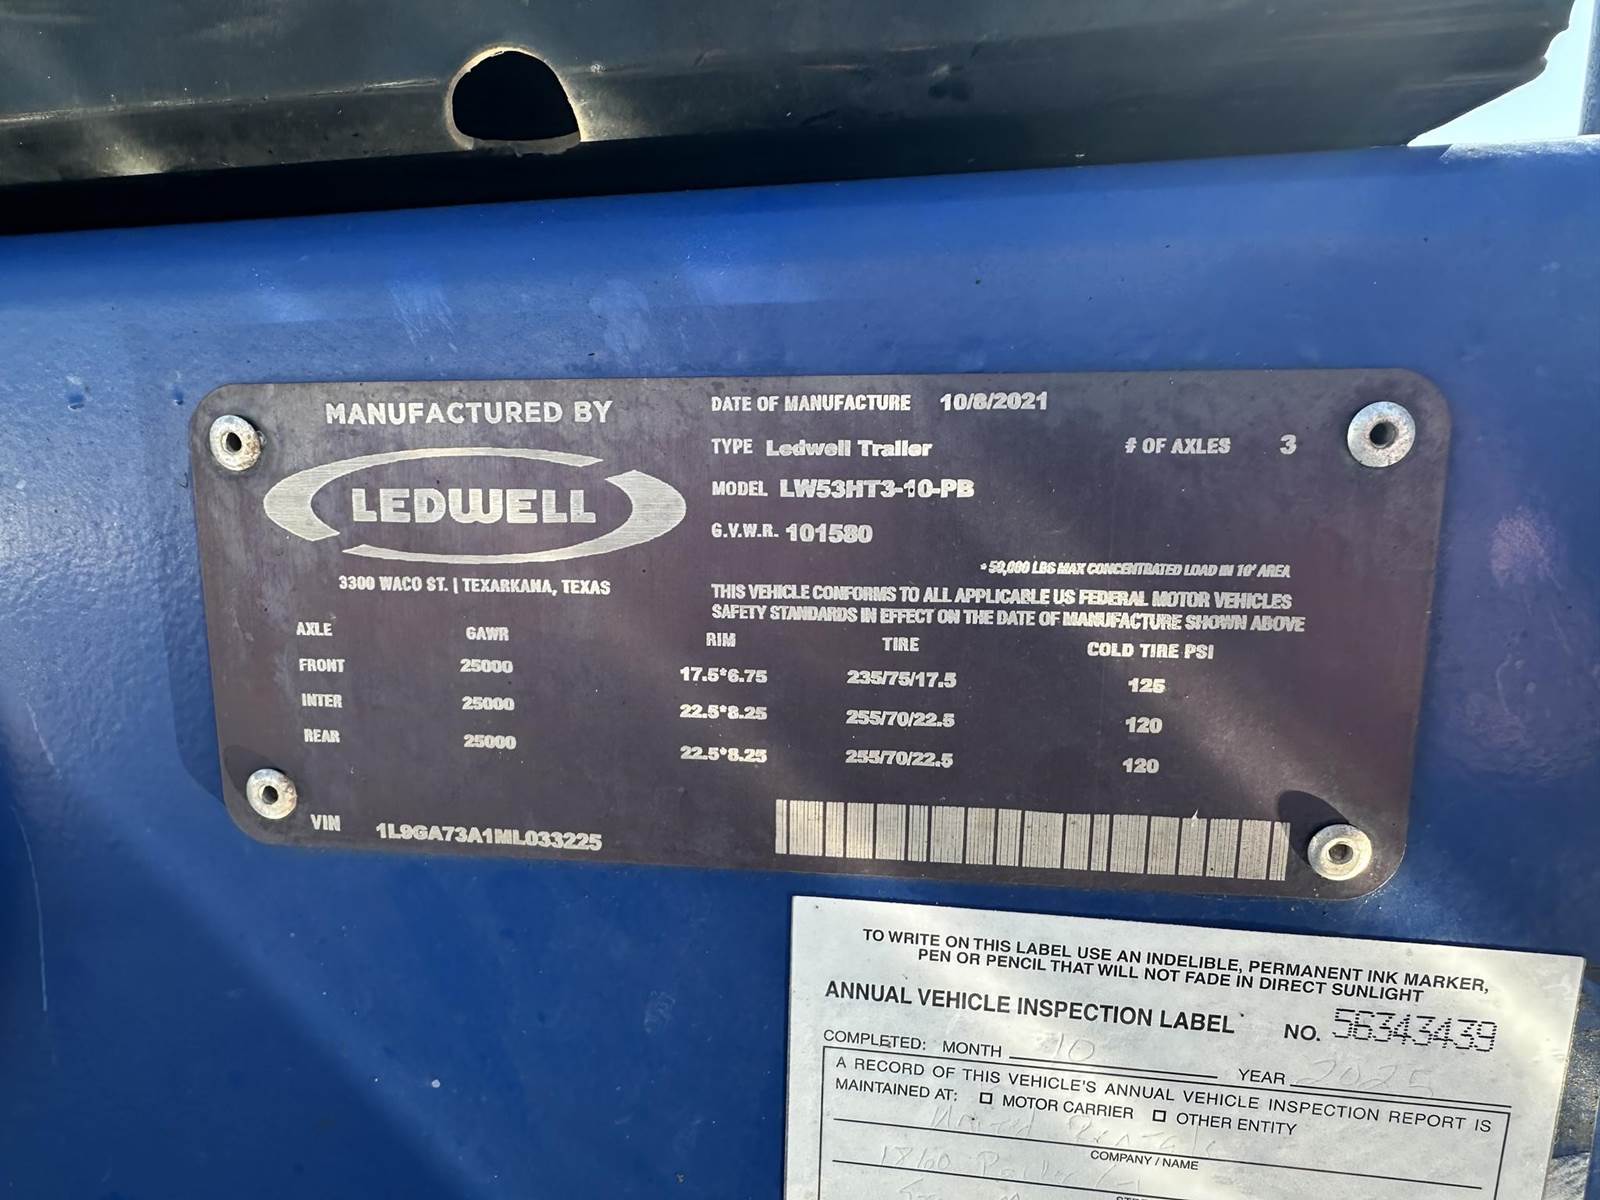 MANUFACTURED BY
LEDWELL
3300 WACO ST. | TEXARKANA, TEXAS
DATE OF MANUFACTURE 10/6/2021
TYPE Ledwell Trailer # OF AXLES 3
MODEL LW53HT3-10-PB
G.V.W.R. 101580
* 50,000 LBS MAX CONCENTRATED LOAD IN 10' AREA
THIS VEHICLE CONFORMS TO ALL APPLICABLE US FEDERAL MOTOR VEHICLES
SAFETY STANDARDS IN EFFECT ON THE DATE OF MANUFACTURE SHOWN ABOVE
AXLE GAWR RIM TIRE COLD TIRE PSI
FRONT 25000 17.5*6.75 235/75/17.5 125
INTER 25000 22.5*8.25 255/70/22.5 120
REAR 25000 22.5*8.25 255/70/22.5 120
VIN 1L9GA73A1ML033225
TO WRITE ON THIS LABEL USE AN INDELIBLE, PERMANENT INK MARKER,
PEN OR PENCIL THAT WILL NOT FADE IN DIRECT SUNLIGHT
ANNUAL VEHICLE INSPECTION LABEL NO. 56343439
COMPLETED: MONTH 10 YEAR 2025
A RECORD OF THIS VEHICLE'S ANNUAL VEHICLE INSPECTION REPORT IS
MAINTAINED AT: MOTOR CARRIER OTHER ENTITY
United Rentals
COMPANY / NAME
1860